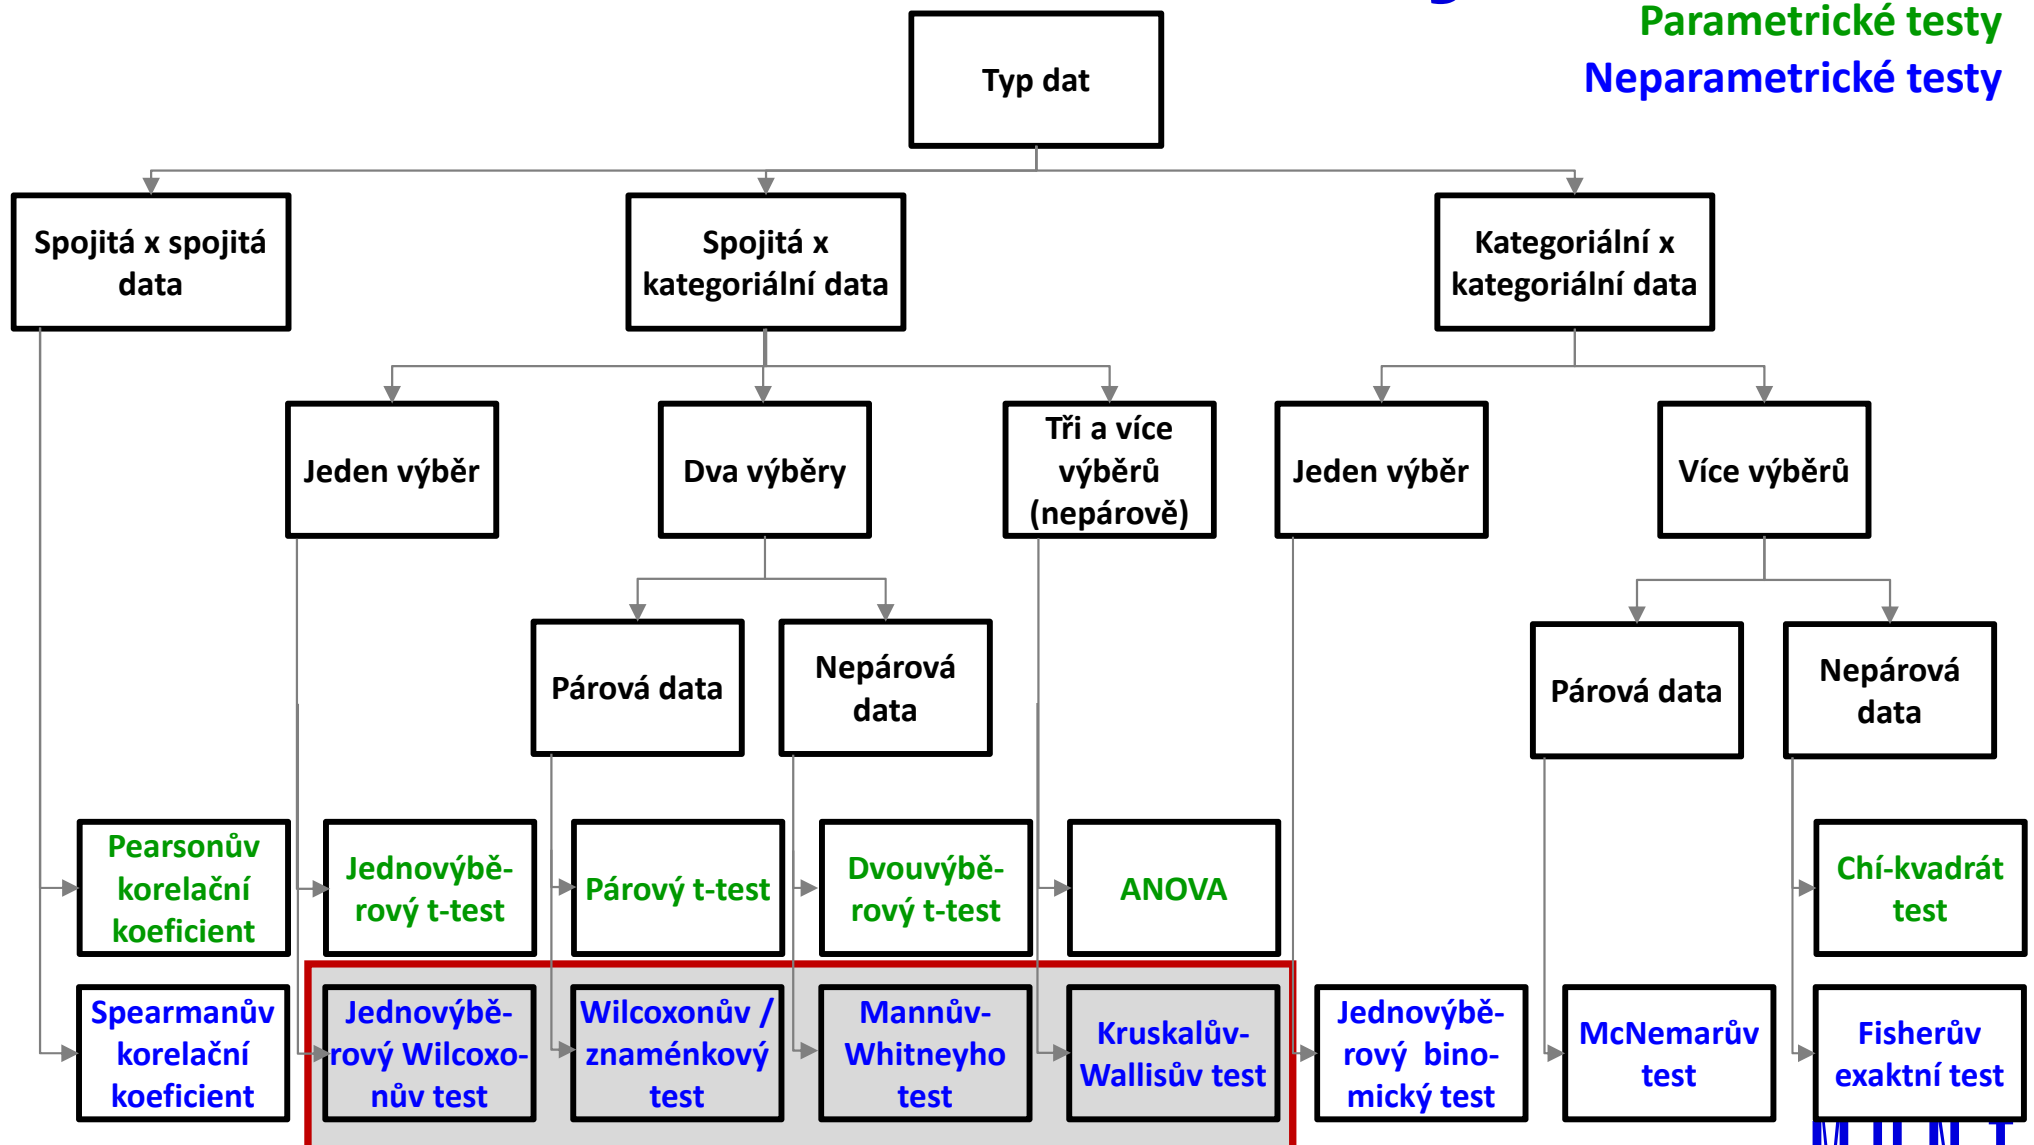 Parametrické testy
Neparametrické testy
Typ dat
Spojitá x spojitá
data
Spojitá x
kategoriální data
Kategoriální x
kategoriální data
Jeden výběr
Dva výběry
Tři a více
výběrů
(nepárově)
Jeden výběr
Více výběrů
Párová data
Nepárová
data
Párová data
Nepárová
data
Pearsonův
korelační
koeficient
Jednovýbě-
rový t-test
Párový t-test
Dvouvýbě-
rový t-test
ANOVA
Chí-kvadrát
test
Spearmanův
korelační
koeficient
Jednovýbě-
rový Wilcoxo-
nův test
Wilcoxonův /
znaménkový
test
Mannův-
Whitneyho
test
Kruskalův-
Wallisův test
Jednovýbě-
rový bino-
mický test
McNemarův
test
Fisherův
exaktní test